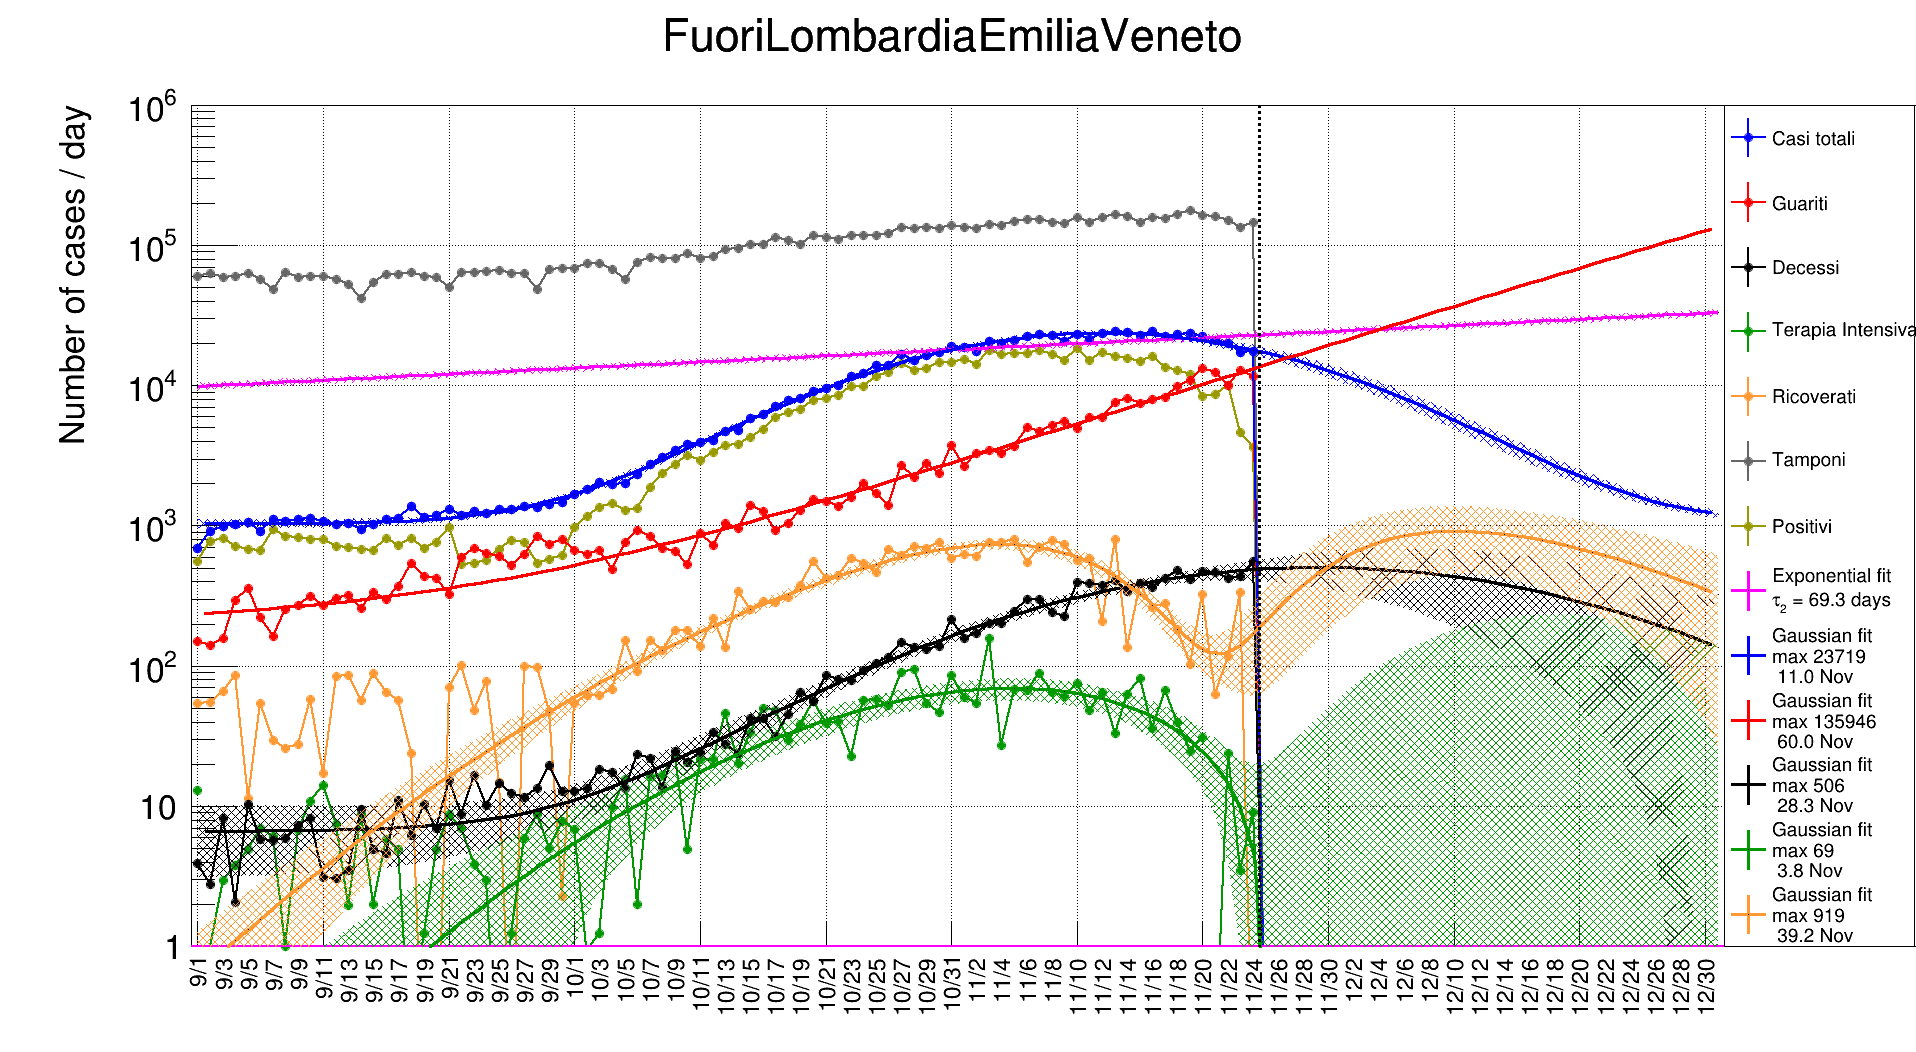 FuoriLombardiaEmiliaVeneto
Number of cases / day
10^6
10^5
10^4
10^3
10^2
10
1
9/1 9/3 9/5 9/7 9/9 9/11 9/13 9/15 9/17 9/19 9/21 9/23 9/25 9/27 9/29 10/1 10/3 10/5 10/7 10/9 10/11 10/13 10/15 10/17 10/19 10/21 10/23 10/25 10/27 10/29 10/31 11/2 11/4 11/6 11/8 11/10 11/12 11/14 11/16 11/18 11/20 11/22 11/24 11/26 11/28 11/30 12/2 12/4 12/6 12/8 12/10 12/12 12/14 12/16 12/18 12/20 12/22 12/24 12/26 12/28 12/30
Casi totali
Guariti
Decessi
Terapia Intensiva
Ricoverati
Tamponi
Positivi
Exponential fit
τ2 = 69.3 days
Gaussian fit
max 23719
11.0 Nov
Gaussian fit
max 135946
60.0 Nov
Gaussian fit
max 506
28.3 Nov
Gaussian fit
max 69
3.8 Nov
Gaussian fit
max 919
39.2 Nov